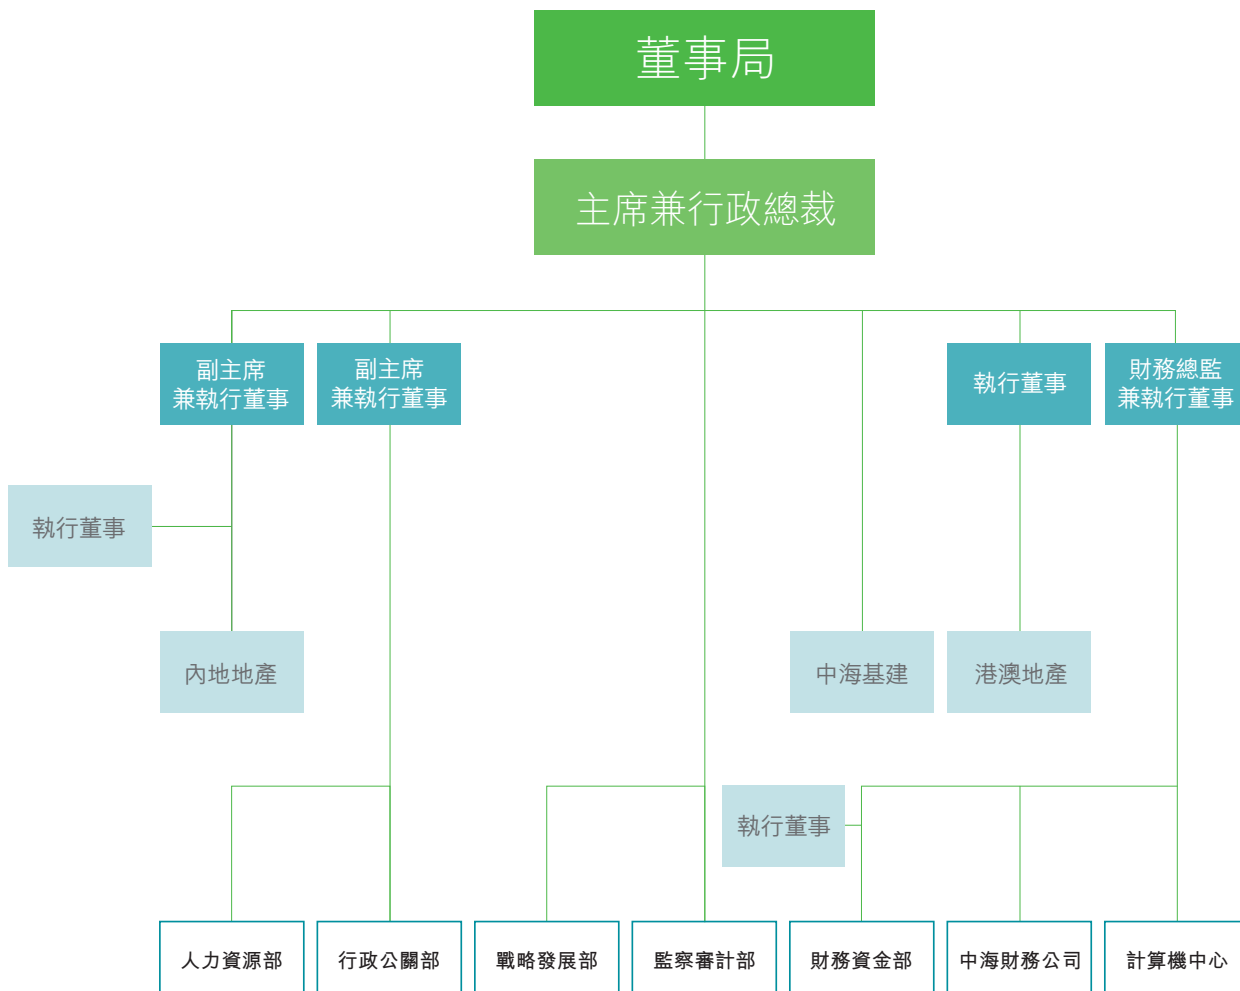 董事局
主席兼行政總裁
副主席
兼執行董事
副主席
兼執行董事
執行董事
財務總監
兼執行董事
執行董事
內地地產
中海基建
港澳地產
執行董事
人力資源部
行政公關部
戰略發展部
監察審計部
財務資金部
中海財務公司
計算機中心